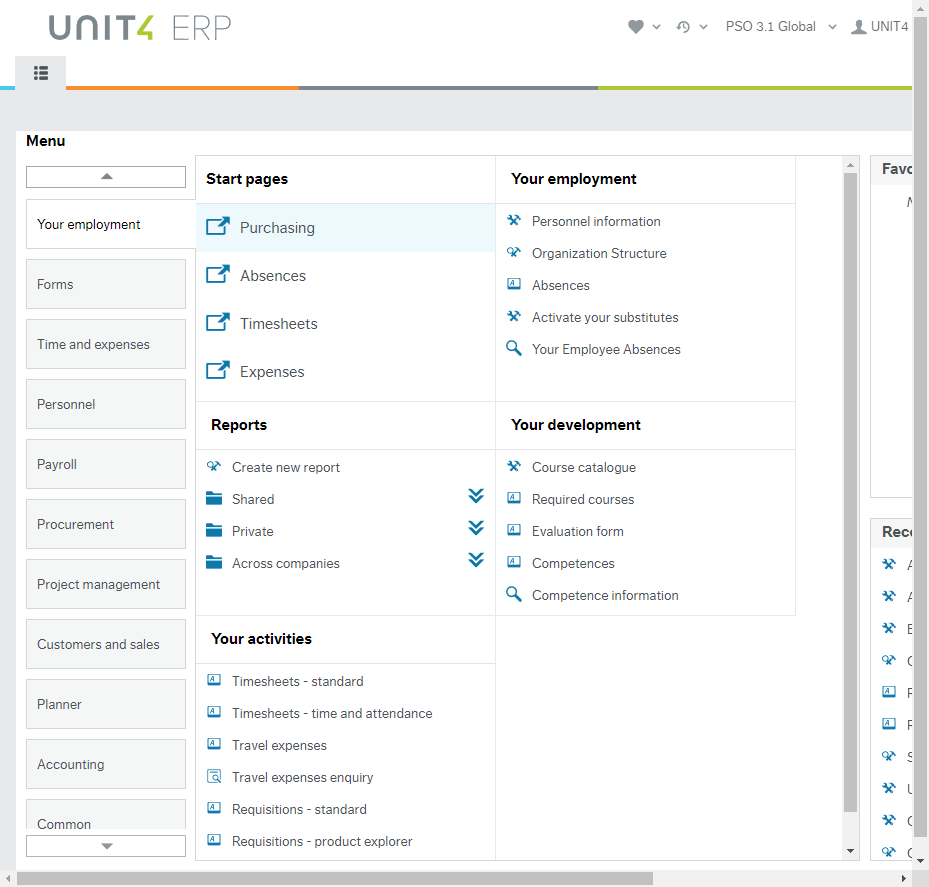 UNIT4 ERP
PSO 3.1 Global
UNIT4
Menu
Your employment
Forms
Time and expenses
Personnel
Payroll
Procurement
Project management
Customers and sales
Planner
Accounting
Common
Start pages
Purchasing
Absences
Timesheets
Expenses
Your employment
Personnel information
Organization Structure
Absences
Activate your substitutes
Your Employee Absences
Reports
Create new report
Shared
Private
Across companies
Your development
Course catalogue
Required courses
Evaluation form
Competences
Competence information
Your activities
Timesheets - standard
Timesheets - time and attendance
Travel expenses
Travel expenses enquiry
Requisitions - standard
Requisitions - product explorer